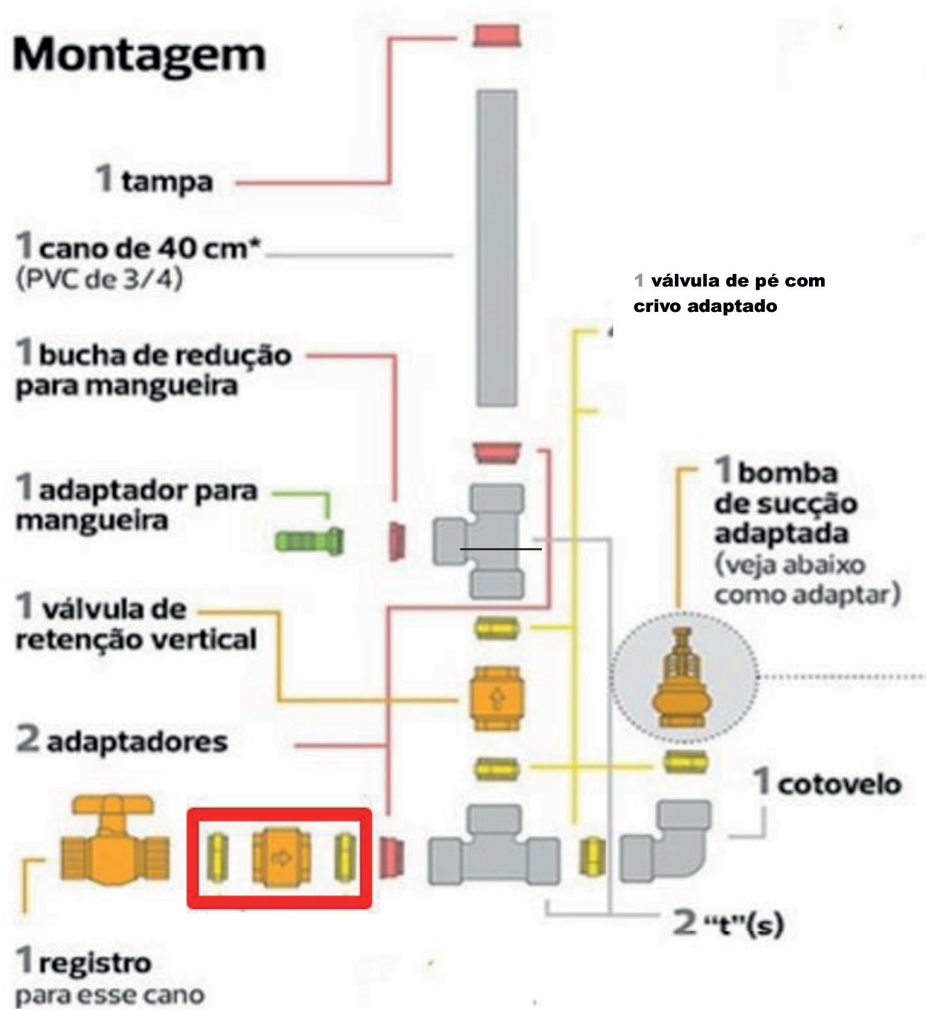 Montagem
1 tampa
1 cano de 40 cm*
(PVC de 3/4)
1 válvula de pé com
crivo adaptado
1 bucha de redução
para mangueira
1 bomba
de sucção
adaptada
(veja abaixo
como adaptar)
1 adaptador para
mangueira
1 válvula de
retenção vertical
2 adaptadores
1 cotovelo
2 “t”(s)
1 registro
para esse cano